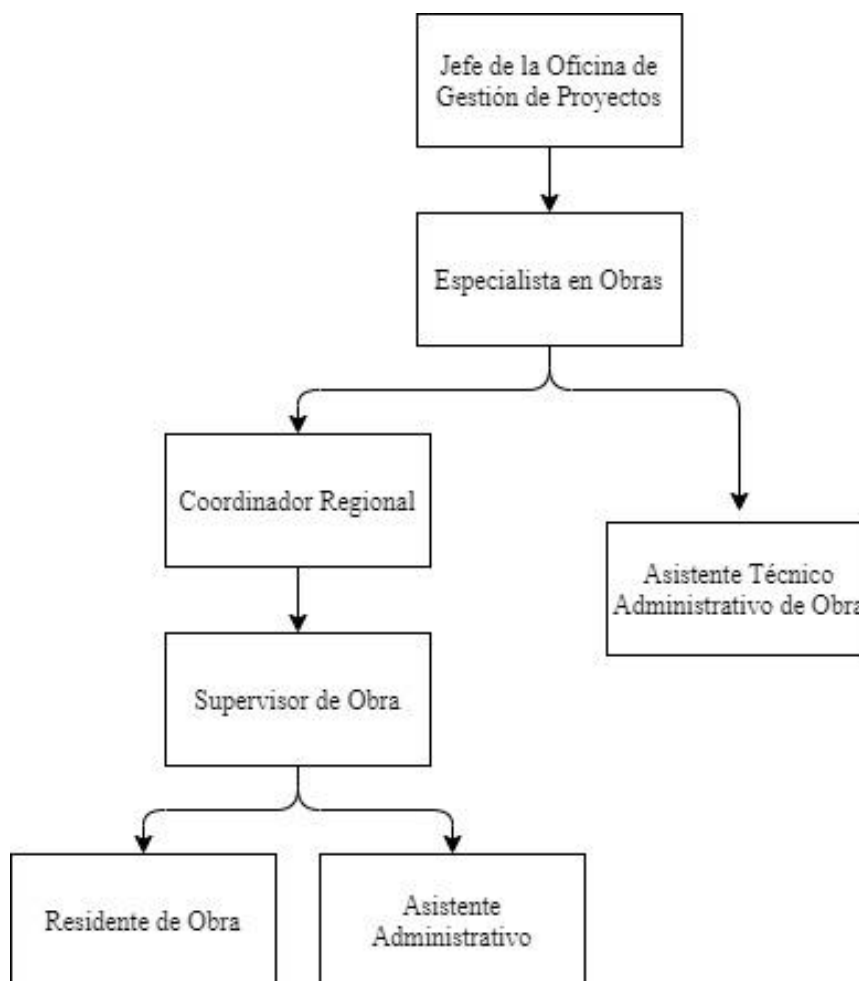 Jefe de la Oficina de
Gestión de Proyectos
Especialista en Obras
Coordinador Regional
Asistente Técnico
Administrativo de Obra
Supervisor de Obra
Residente de Obra
Asistente
Administrativo